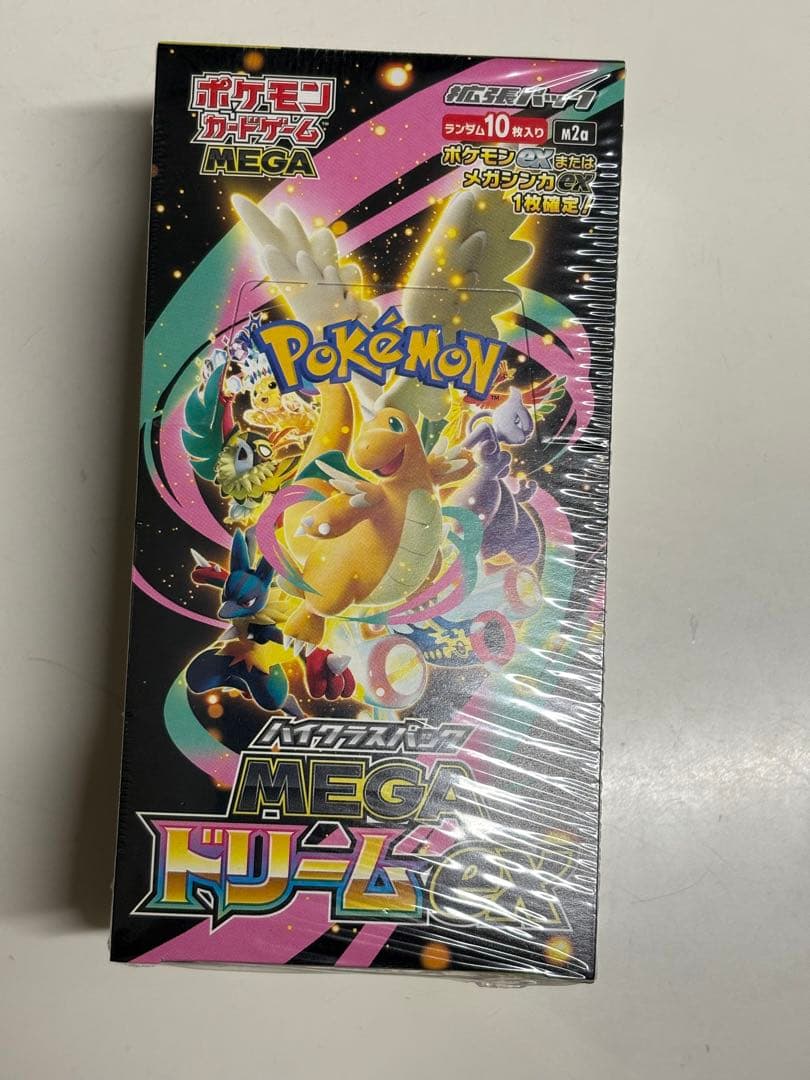 ポケモン
カードゲーム
MEGA
拡張パック
ランダム10枚入り M2a
ポケモンexまたは
メガシンカex
1枚確定!
POKéMON
TM
ハイクラスパック
MEGA
ドリームex